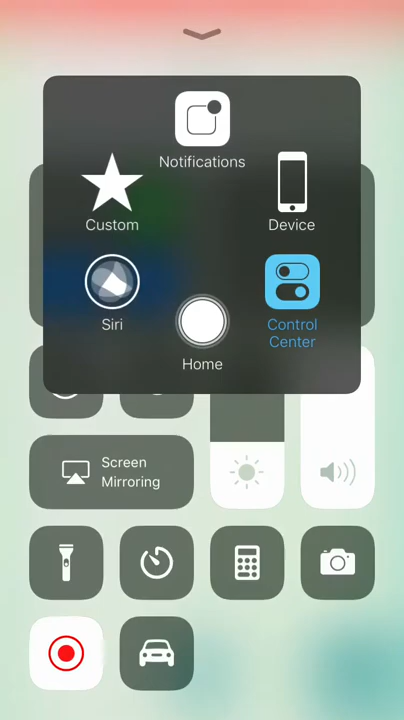 Notifications
Custom
Device
Siri
Control
Center
Home
Screen
Mirroring